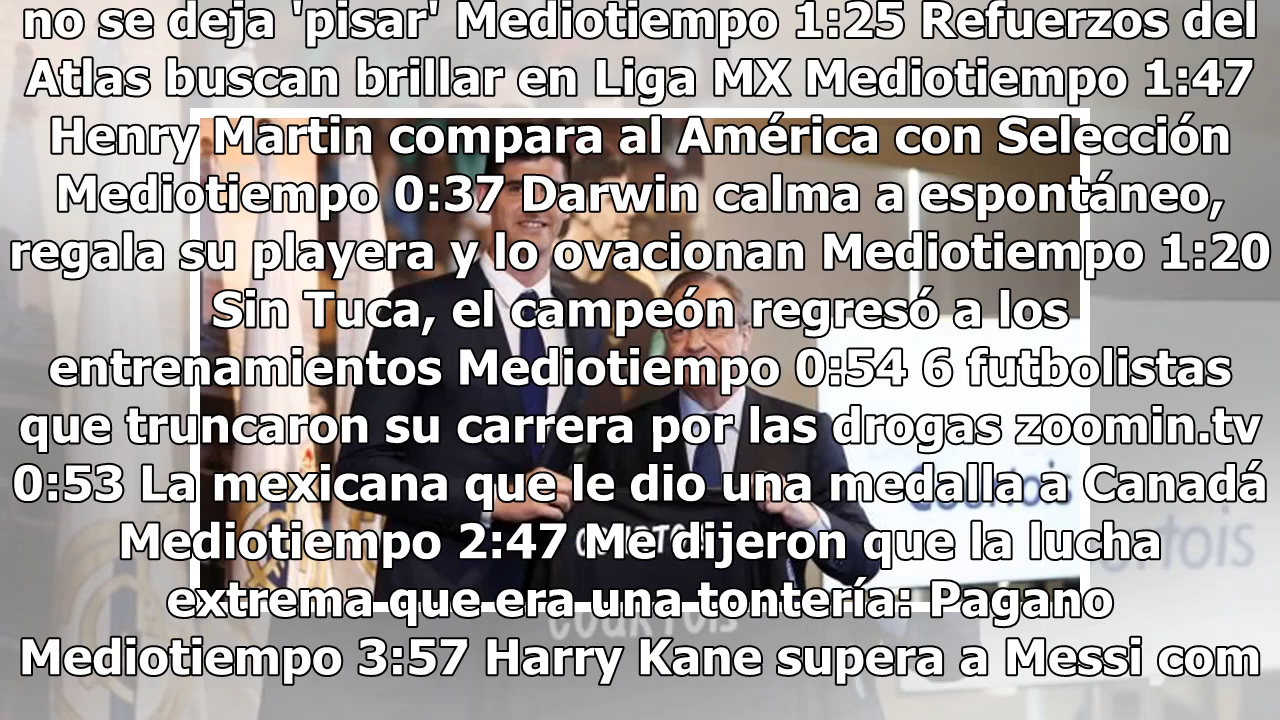 no se deja 'pisar' Mediotiempo 1:25 Refuerzos del
Atlas buscan brillar en Liga MX Mediotiempo 1:47
Henry Martin compara al América con Selección
Mediotiempo 0:37 Darwin calma a espontáneo,
regala su playera y lo ovacionan Mediotiempo 1:20
Sin Tuca, el campeón regresó a los
entrenamientos Mediotiempo 0:54 6 futbolistas
que truncaron su carrera por las drogas zoomin.tv
0:53 La mexicana que le dio una medalla a Canadá
Mediotiempo 2:47 Me dijeron que la lucha
extrema que era una tontería: Pagano
Mediotiempo 3:57 Harry Kane supera a Messi com
Courtois
COURTOIS
tois
COURTOIS